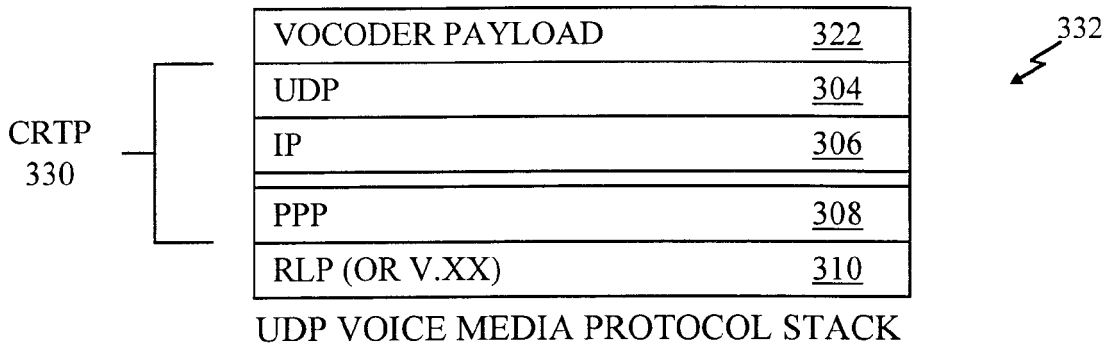 VOCODER PAYLOAD 322
332
UDP 304
CRTP
330
IP 306
PPP 308
RLP (OR V.XX) 310
UDP VOICE MEDIA PROTOCOL STACK